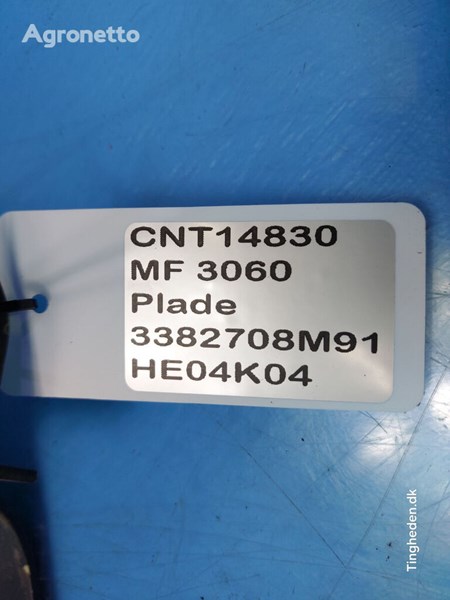 Agronetto
CNT14830
MF 3060
Plade
3382708M91
HE04K04
Tingheden.dk